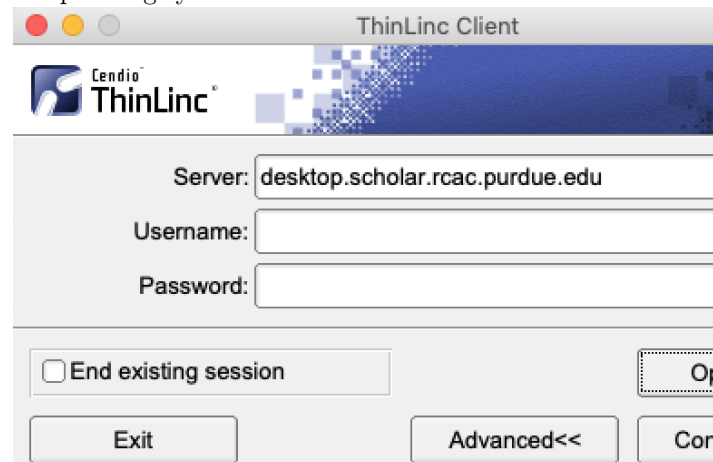 ThinLinc Client
Cendio
ThinLinc
Server: desktop.scholar.rcac.purdue.edu
Username:
Password:
End existing session
Exit
Advanced<<